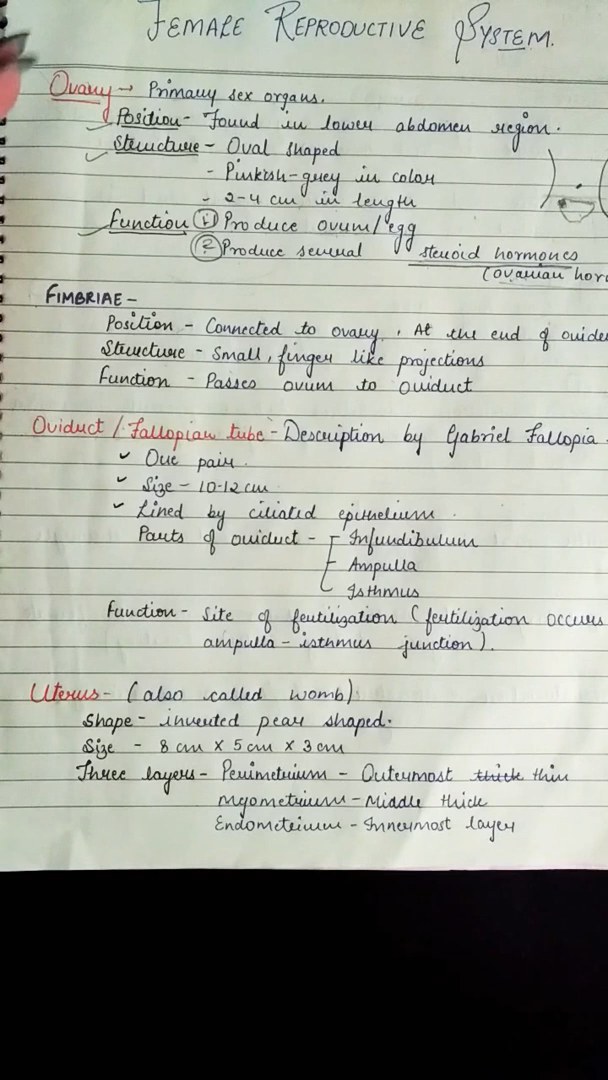 FEMALE REPRODUCTIVE SYSTEM.
Ovary → Primary sex organs.
Position - Found in lower abdomen region.
Structure - Oval shaped
- Pinkish-grey in color
- 2-4 cm in length
Function ① Produce ovum/egg
② Produce several steroid hormones
(ovarian hor
FIMBRIAE -
Position - Connected to ovary. At the end of ovidu
Structure - Small, finger like projections
Function - Passes ovum to oviduct
Oviduct / Fallopian tube - Description by Gabriel Fallopia.
✓ One pair.
✓ Size - 10-12 cm
✓ Lined by ciliated epithelium.
Parts of oviduct - Infundibulum
Ampulla
Isthmus
Function - Site of fertilization (fertilization occurs
ampulla - isthmus junction).
Uterus - (also called womb)
Shape - inverted pear shaped.
Size - 8 cm X 5 cm X 3 cm
Three layers - Perimetrium - Outermost thick thin
Myometrium - Middle thick
Endometrium - Innermost layer